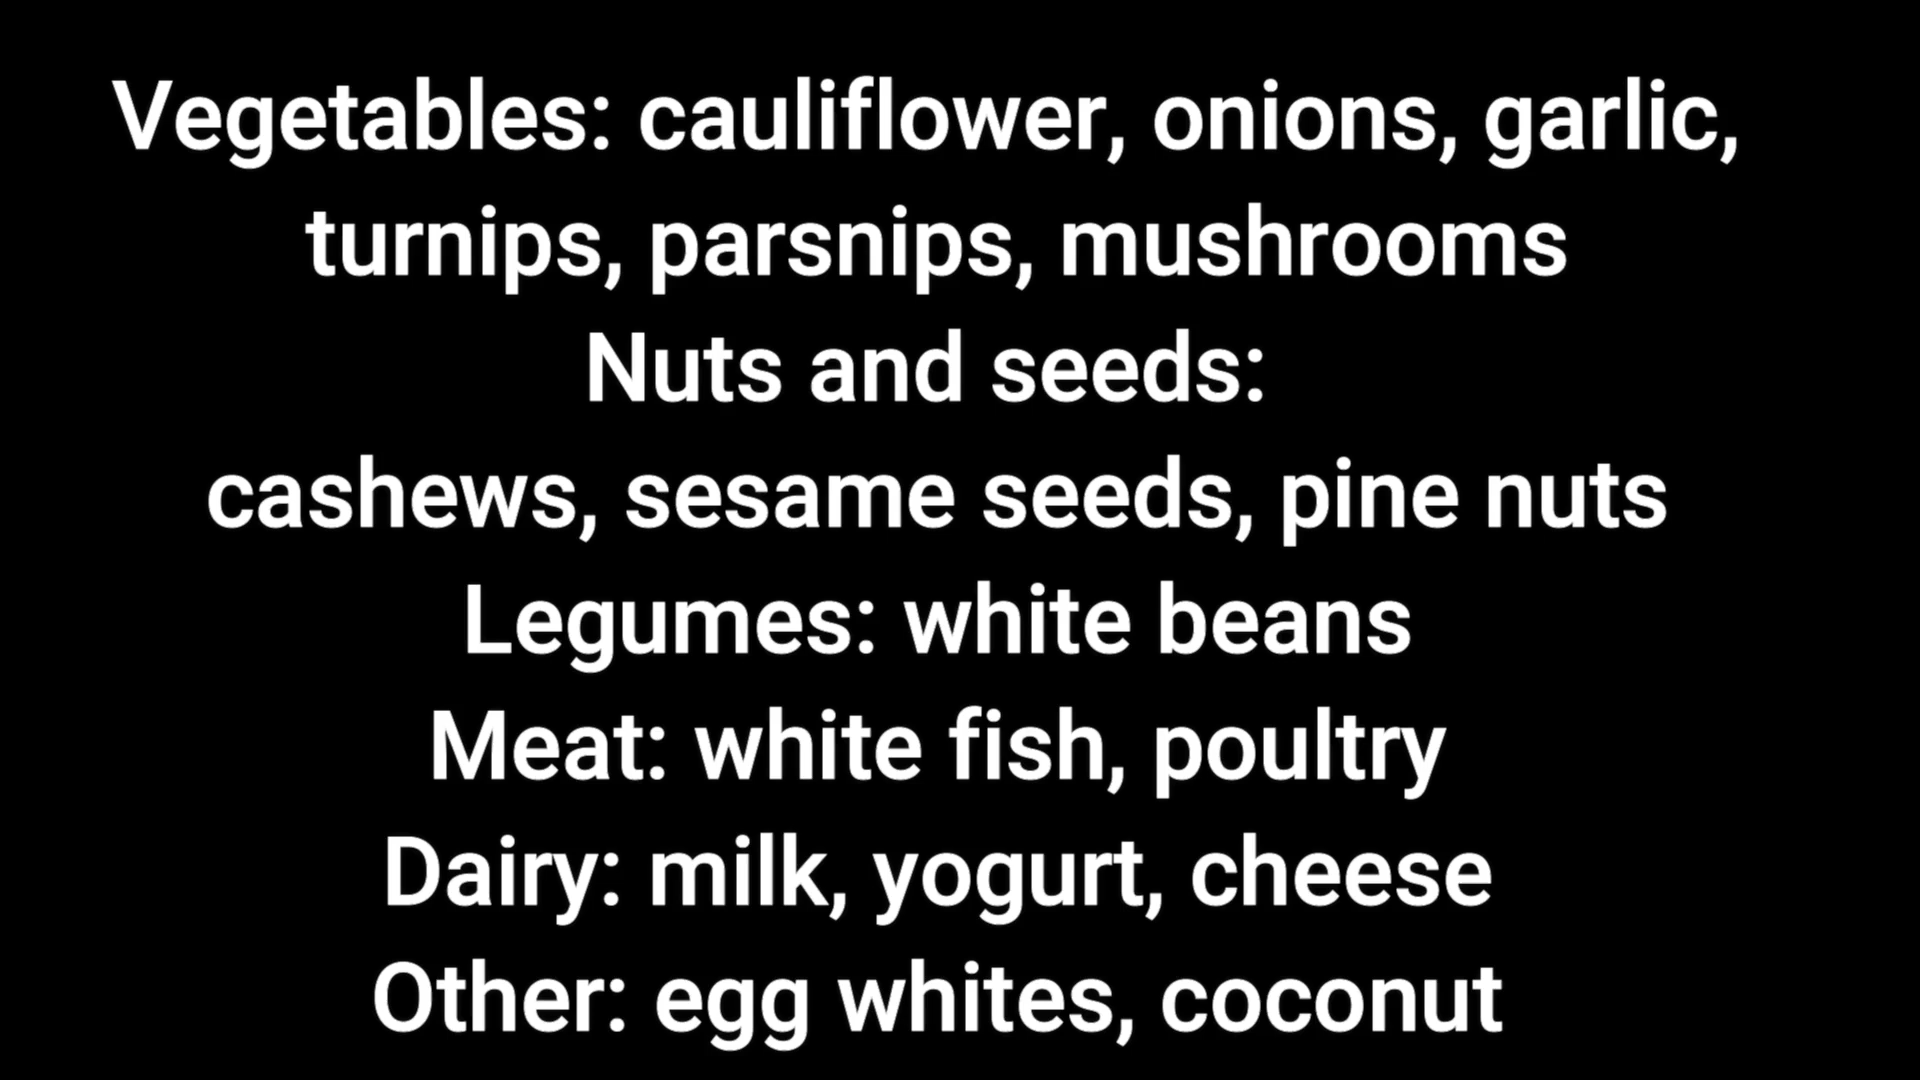 Vegetables: cauliflower, onions, garlic,
turnips, parsnips, mushrooms
Nuts and seeds:
cashews, sesame seeds, pine nuts
Legumes: white beans
Meat: white fish, poultry
Dairy: milk, yogurt, cheese
Other: egg whites, coconut